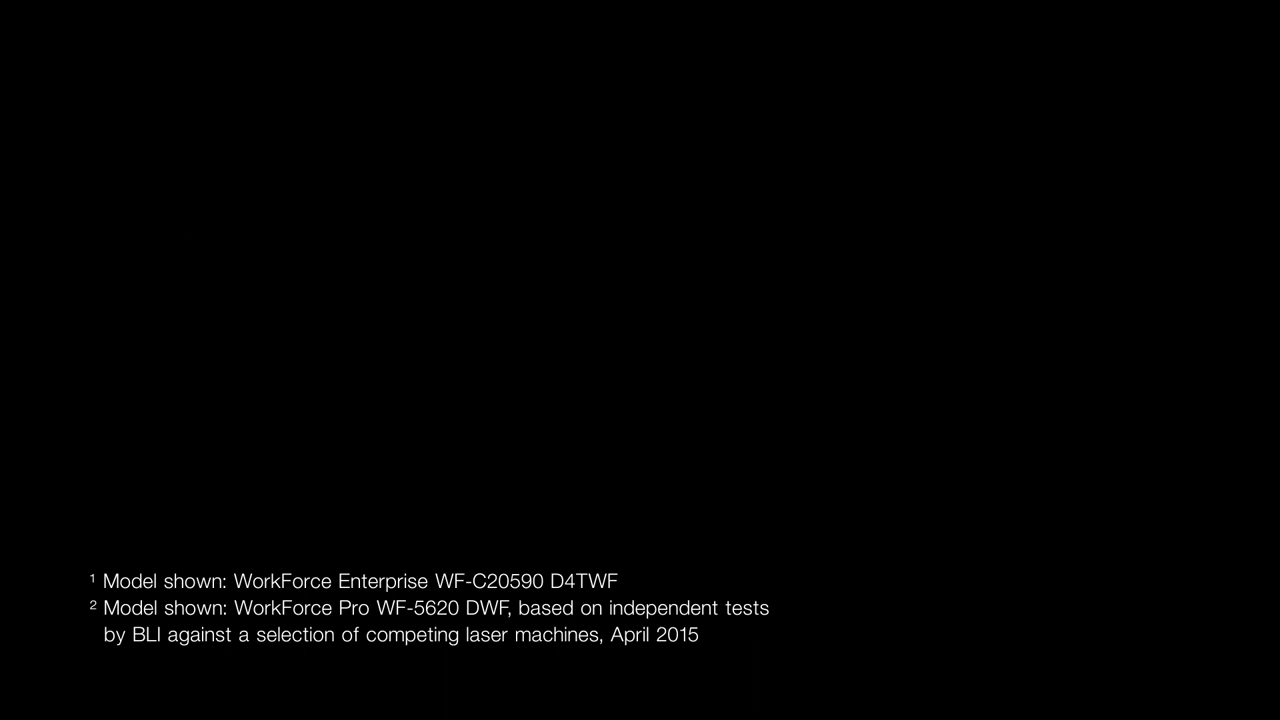 ¹ Model shown: WorkForce Enterprise WF-C20590 D4TWF
² Model shown: WorkForce Pro WF-5620 DWF, based on independent tests
by BLI against a selection of competing laser machines, April 2015